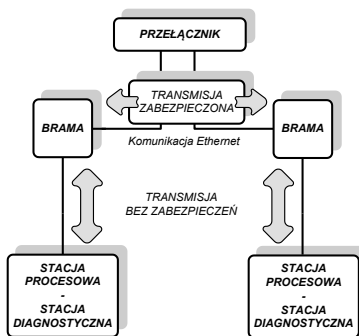 PRZEŁĄCZNIK
TRANSMISJA
ZABEZPIECZONA
BRAMA
BRAMA
Komunikacja Ethernet
TRANSMISJA
BEZ ZABEZPIECZEŃ
STACJA
PROCESOWA
-
STACJA
DIAGNOSTYCZNA
STACJA
PROCESOWA
-
STACJA
DIAGNOSTYCZNA